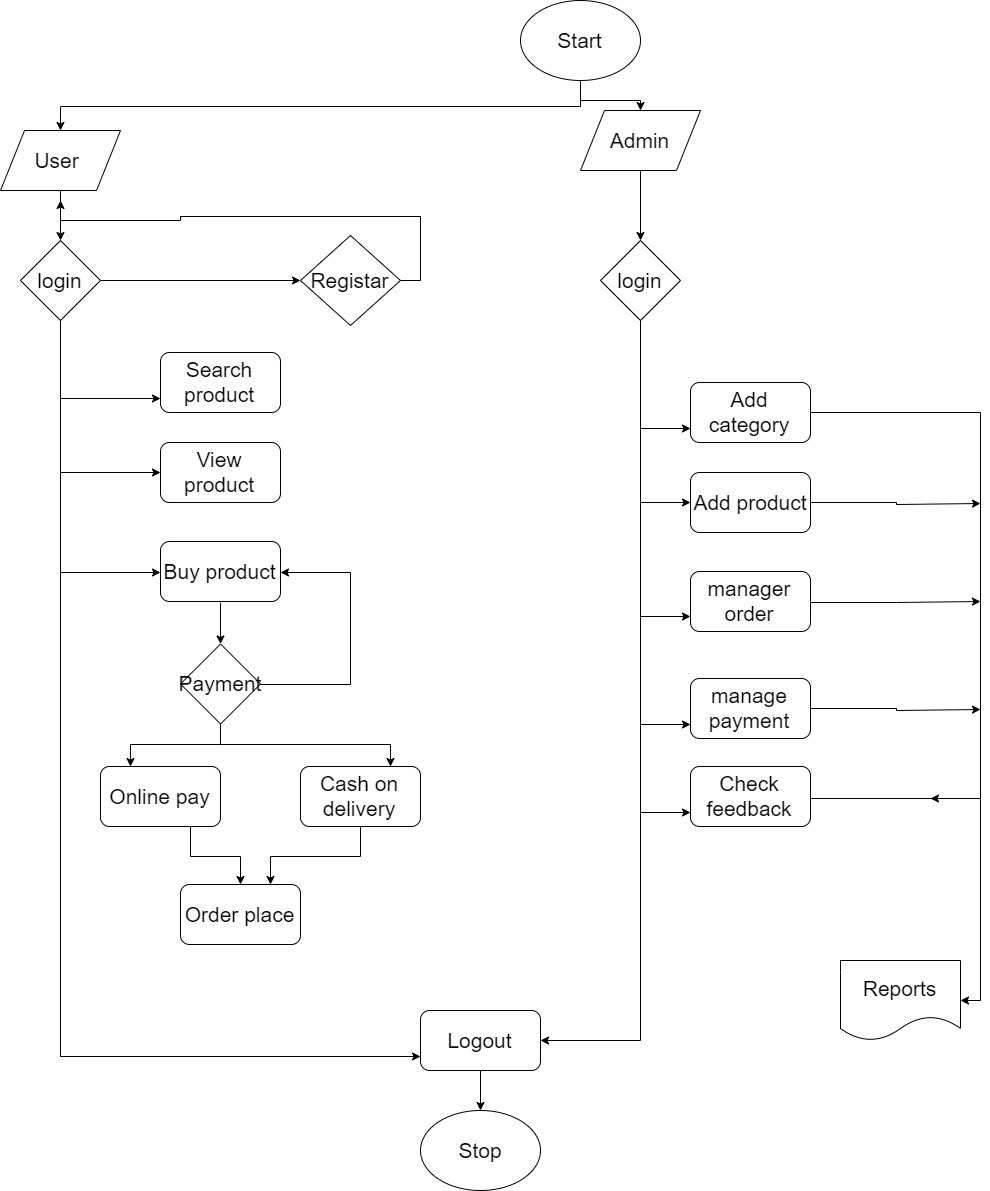 Start
User
Admin
login
Registar
login
Search
product
View
product
Buy product
Payment
Online pay
Cash on
delivery
Order place
Add
category
Add product
manager
order
manage
payment
Check
feedback
Reports
Logout
Stop